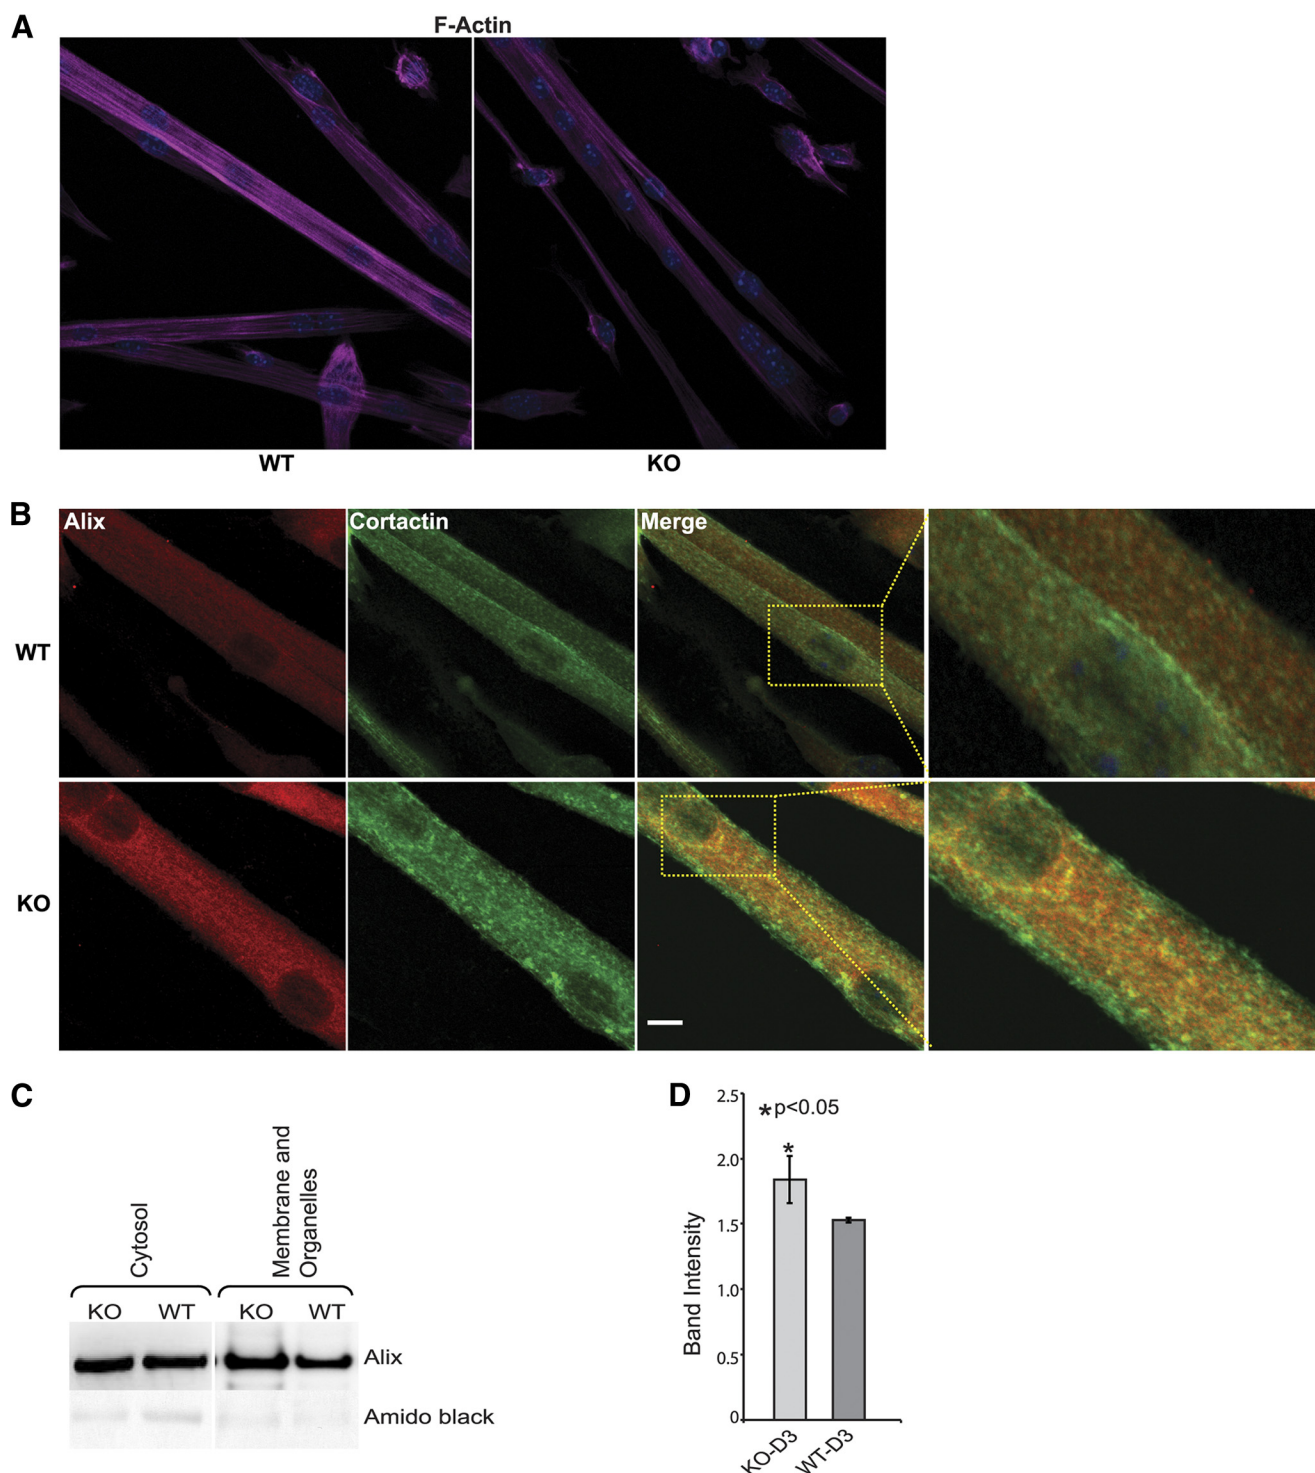 A
F-Actin
WT
KO
B
Alix
Cortactin
Merge
WT
KO
C
Cytosol
Membrane and
Organelles
KO
WT
KO
WT
Alix
Amido black
D
2.5
*p<0.05
*
2.0
1.5
1.0
0.5
0
Band Intensity
KO-D3
WT-D3